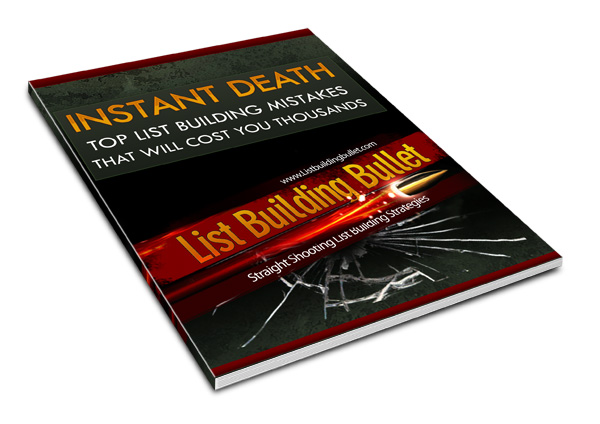 INSTANT DEATH
TOP LIST BUILDING MISTAKES
THAT WILL COST YOU THOUSANDS
www.Listbuildingbullet.com
List Building Bullet
Straight Shooting List Building Strategies